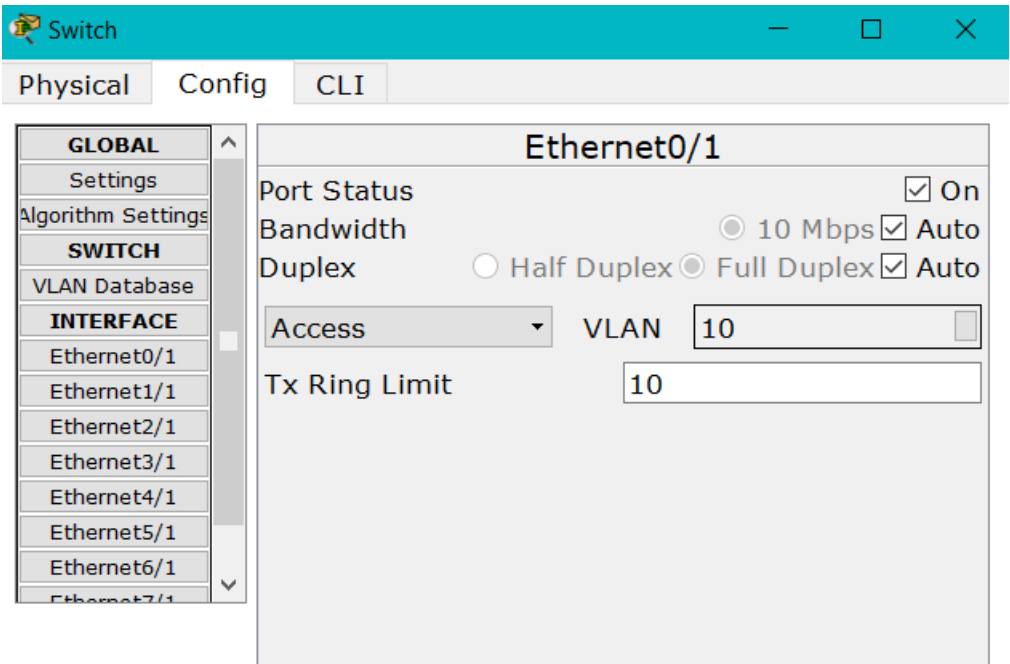 Switch
Physical Config CLI
GLOBAL
Settings
Algorithm Settings
SWITCH
VLAN Database
INTERFACE
Ethernet0/1
Ethernet1/1
Ethernet2/1
Ethernet3/1
Ethernet4/1
Ethernet5/1
Ethernet6/1
Ethernet7/1
Ethernet0/1
Port Status On
Bandwidth 10 Mbps Auto
Duplex Half Duplex Full Duplex Auto
Access VLAN 10
Tx Ring Limit 10